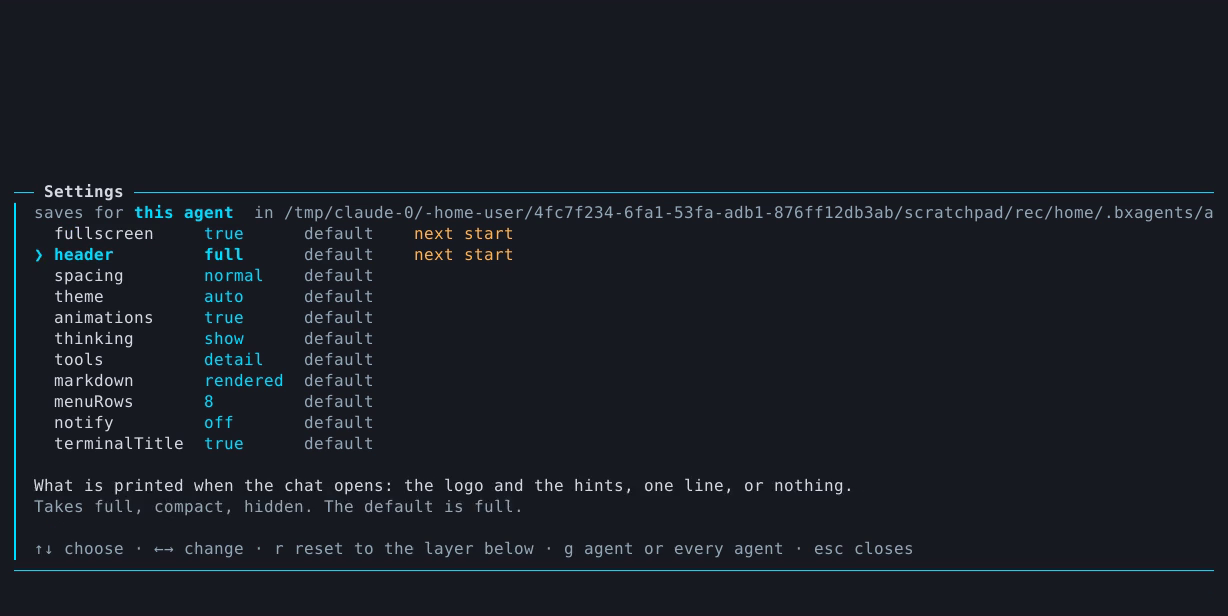 Settings
saves for this agent in /tmp/claude-0/-home-user/4fc7f234-6fa1-53fa-adb1-876ff12db3ab/scratchpad/rec/home/.bxagents/a
fullscreen true default next start
❯ header full default next start
spacing normal default
theme auto default
animations true default
thinking show default
tools detail default
markdown rendered default
menuRows 8 default
notify off default
terminalTitle true default
What is printed when the chat opens: the logo and the hints, one line, or nothing.
Takes full, compact, hidden. The default is full.
↑↓ choose · ←→ change · r reset to the layer below · g agent or every agent · esc closes